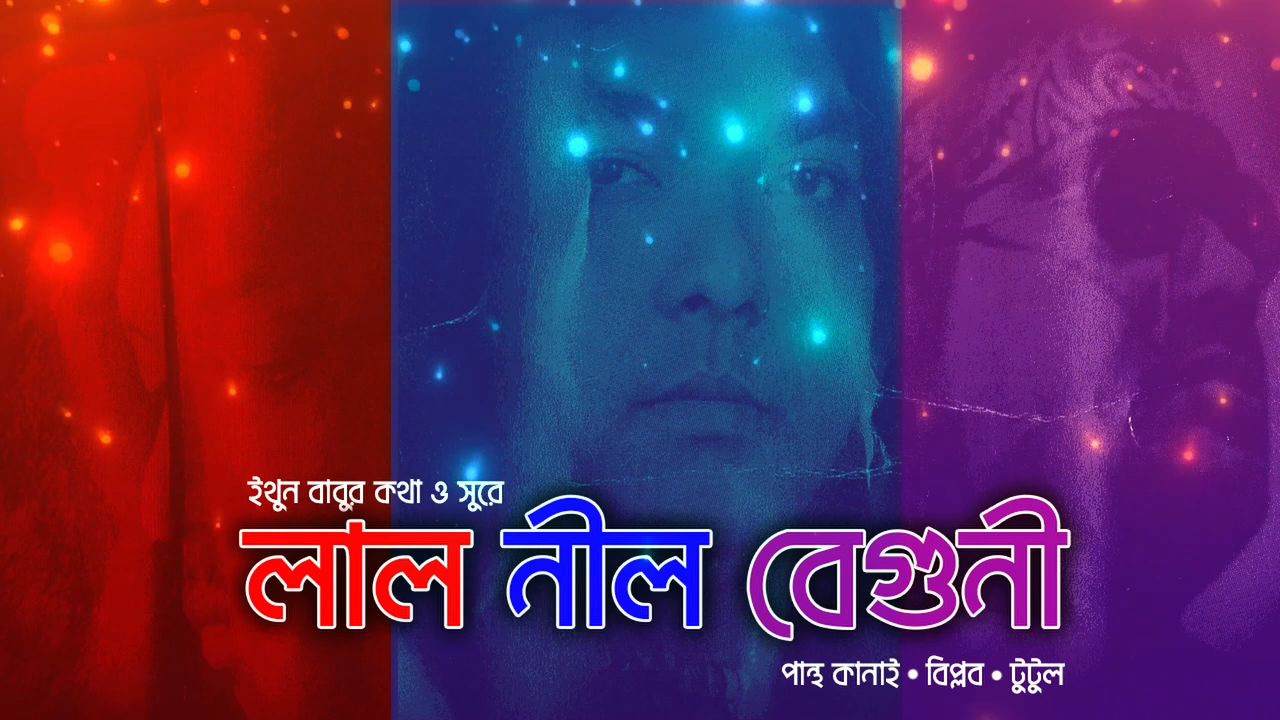 ইথুন বাবুর কথা ও সুরে
লাল নীল বেগুনী
পান্থ কানাই • বিপ্লব • টুটুল